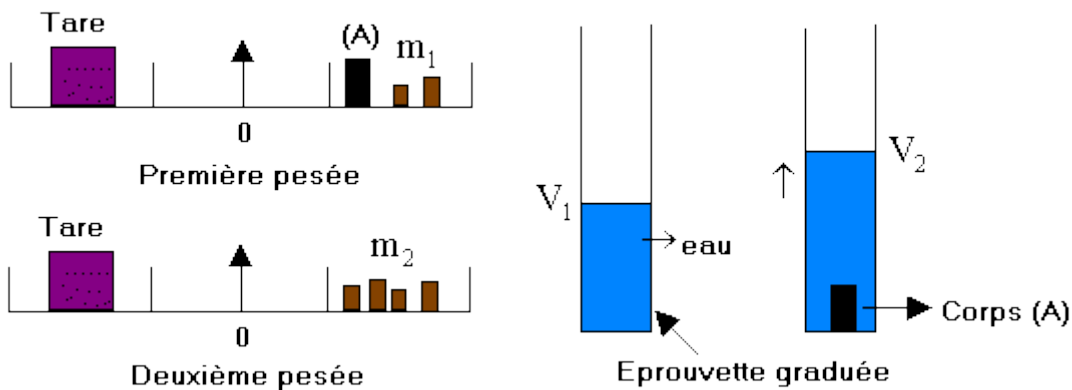 Tare
(A)
m1
0
Première pesée
Tare
m2
0
Deuxième pesée
V1
eau
V2
Corps (A)
Eprouvette graduée